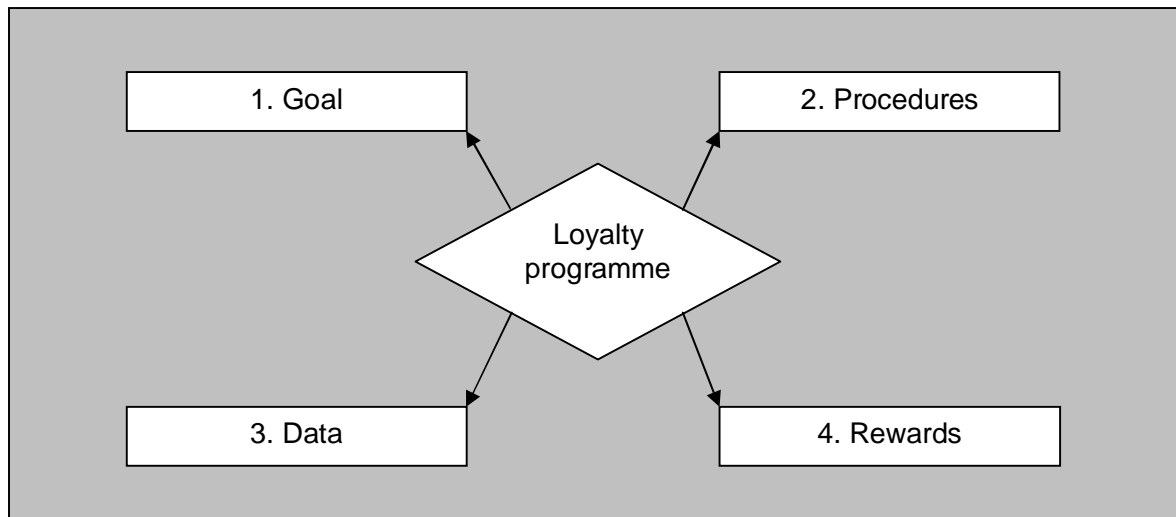 1. Goal
2. Procedures
Loyalty
programme
3. Data
4. Rewards